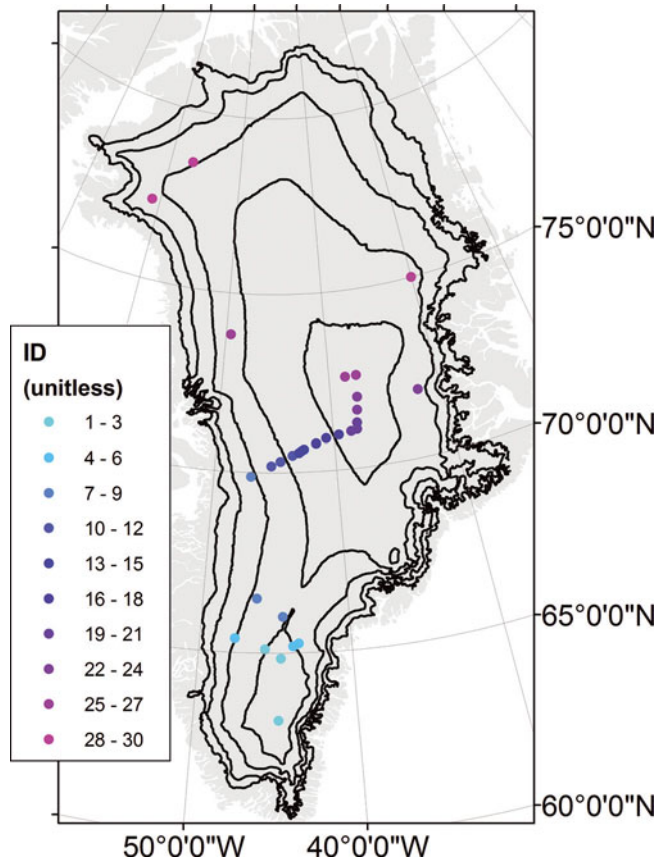 75°0'0"N
ID
(unitless)
1 - 3
4 - 6
7 - 9
10 - 12
13 - 15
16 - 18
19 - 21
22 - 24
25 - 27
28 - 30
70°0'0"N
65°0'0"N
60°0'0"N
50°0'0"W 40°0'0"W